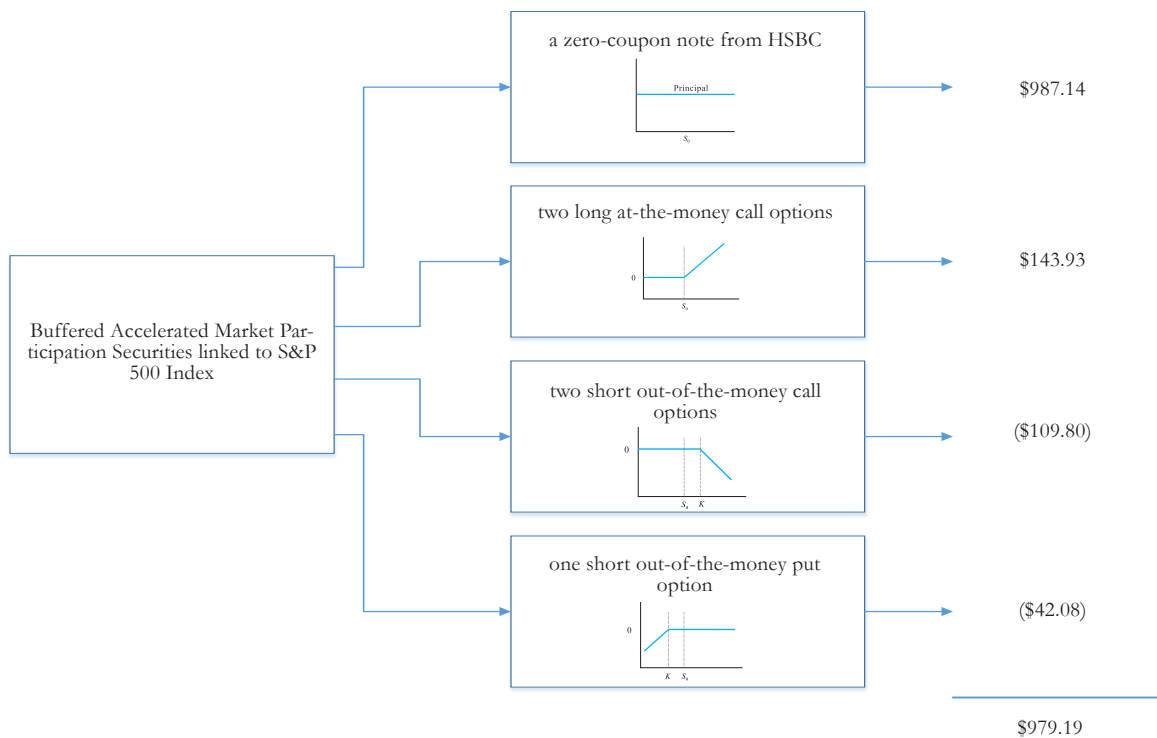 a zero-coupon note from HSBC
Principal
S₀
$987.14
two long at-the-money call options
0
S₀
$143.93
Buffered Accelerated Market Par-
ticipation Securities linked to S&P
500 Index
two short out-of-the-money call
options
0
S₀ K
($109.80)
one short out-of-the-money put
option
0
K S₀
($42.08)
$979.19